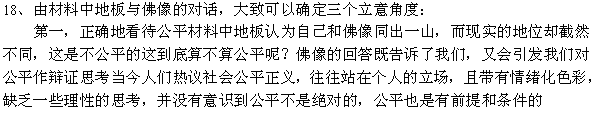 18、由材料中地板与佛像的对话，大致可以确定三个立意角度：
第一，正确地看待公平材料中地板认为自己和佛像同出一山，而现实的地位却截然
不同，这是不公平的这到底算不算公平呢？佛像的回答既告诉了我们，又会引发我们对
公平作辩证思考当今人们热议社会公平正义，往往站在个人的立场，且带有情绪化色彩，
缺乏一些理性的思考，并没有意识到公平不是绝对的，公平也是有前提和条件的